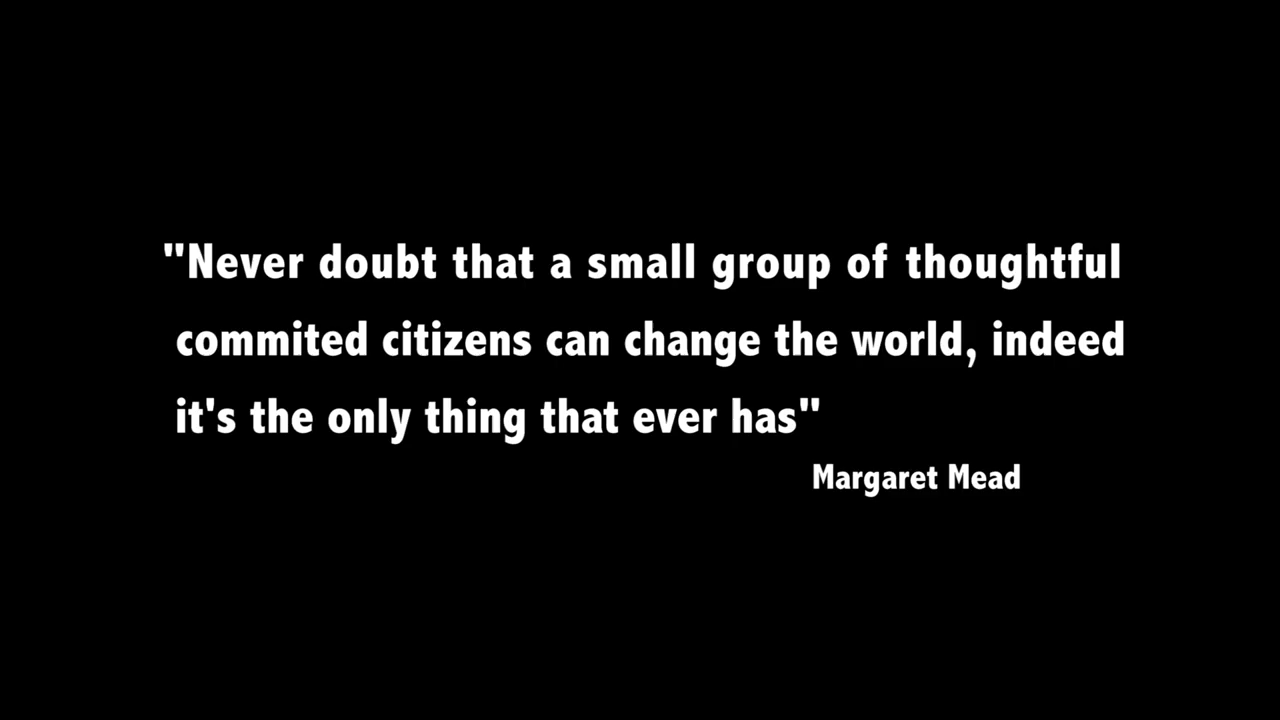 "Never doubt that a small group of thoughtful
commited citizens can change the world, indeed
it's the only thing that ever has"
Margaret Mead